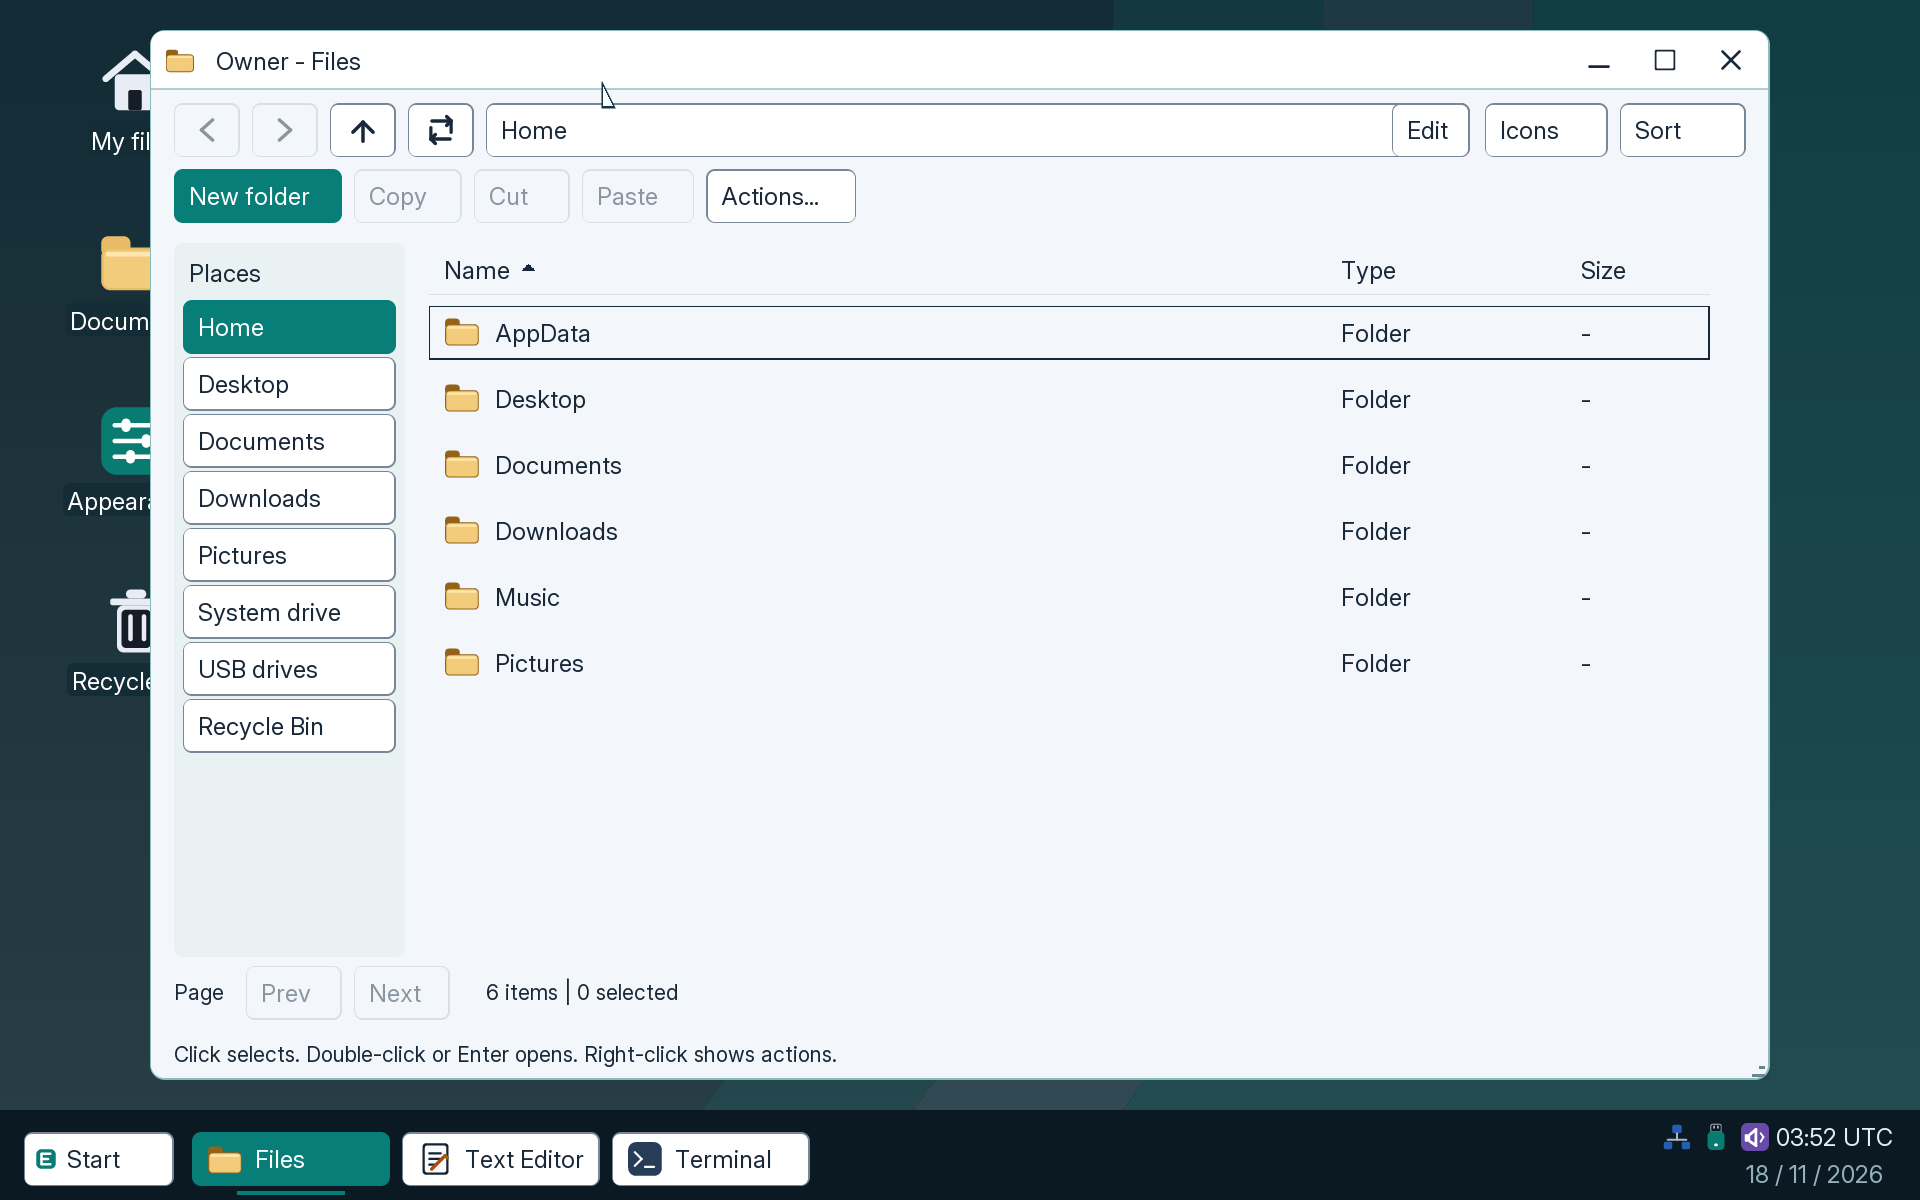 Owner - Files
My fil
Home
Edit
Icons
Sort
New folder
Copy
Cut
Paste
Actions...
Places
Home
Desktop
Documents
Downloads
Pictures
System drive
USB drives
Recycle Bin
Name
Type
Size
AppData
Folder
-
Desktop
Folder
-
Documents
Folder
-
Downloads
Folder
-
Music
Folder
-
Pictures
Folder
-
Docum
Appeara
Recycle
Page
Prev
Next
6 items | 0 selected
Click selects. Double-click or Enter opens. Right-click shows actions.
E Start
Files
Text Editor
Terminal
03:52 UTC
18 / 11 / 2026